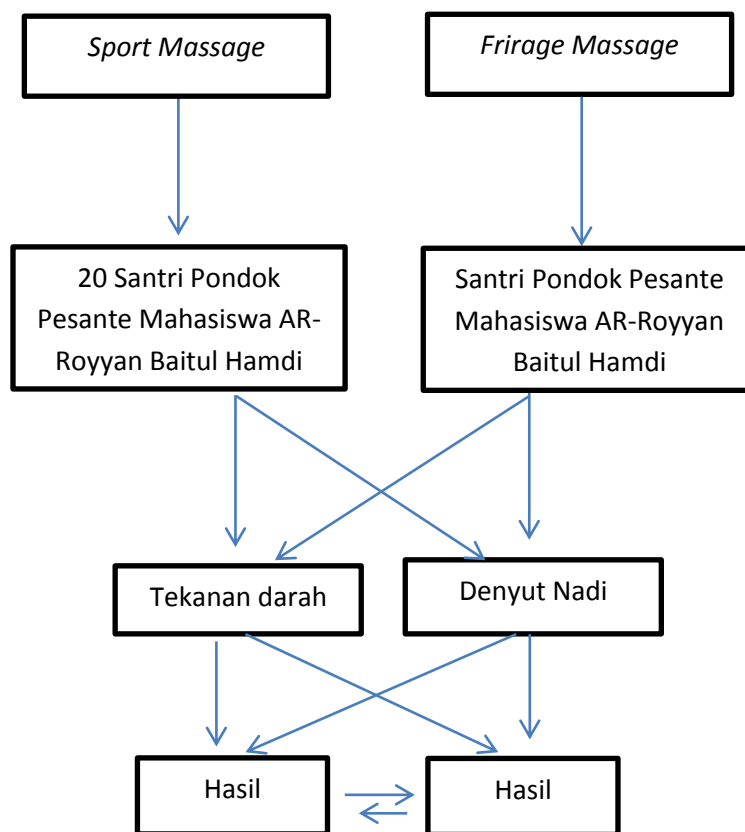 Sport Massage
Frirage Massage
20 Santri Pondok
Pesante Mahasiswa AR-
Royyan Baitul Hamdi
Santri Pondok Pesante
Mahasiswa AR-Royyan
Baitul Hamdi
Tekanan darah
Denyut Nadi
Hasil
Hasil